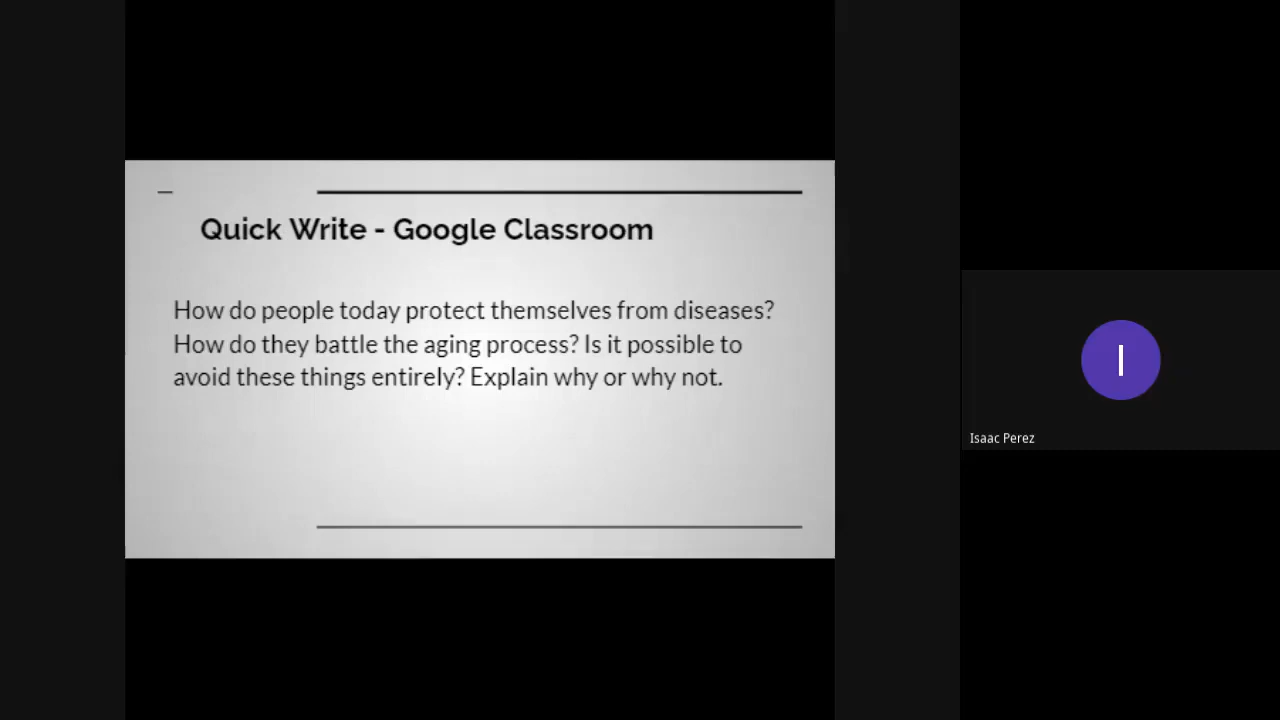 Quick Write - Google Classroom
How do people today protect themselves from diseases?
How do they battle the aging process? Is it possible to
avoid these things entirely? Explain why or why not.
I
Isaac Perez